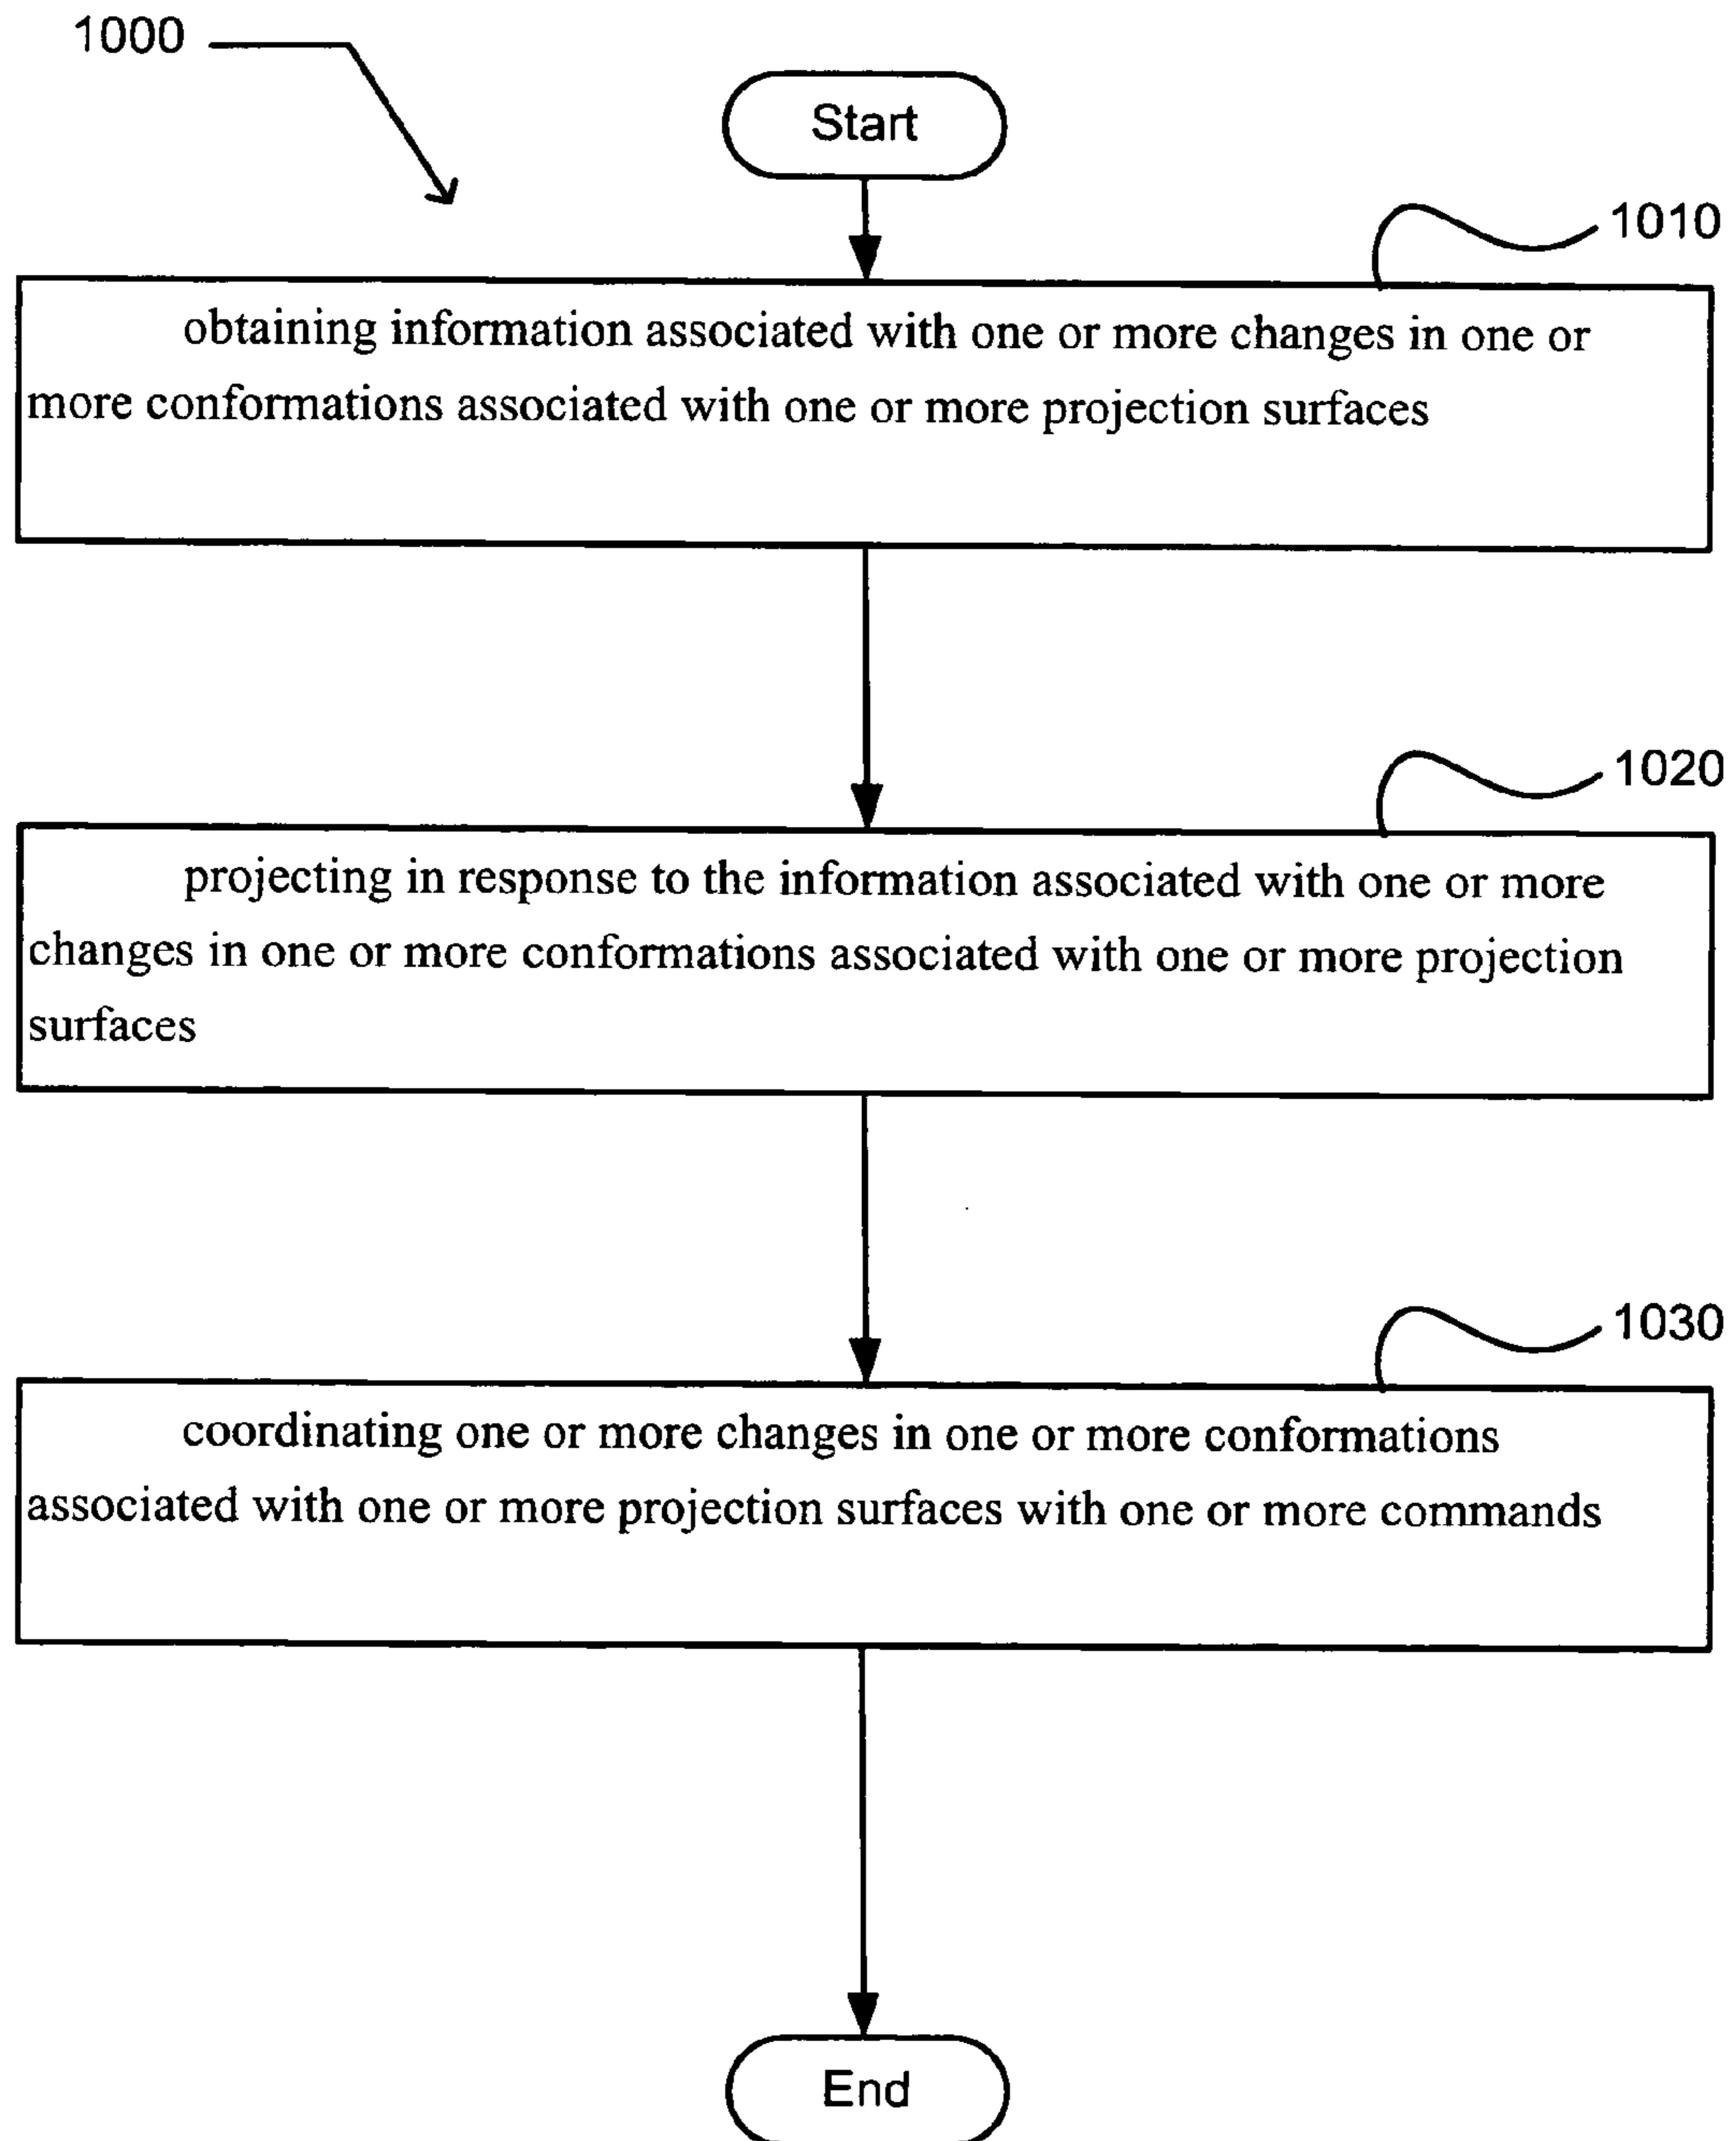 1000
Start
1010
obtaining information associated with one or more changes in one or
more conformations associated with one or more projection surfaces
1020
projecting in response to the information associated with one or more
changes in one or more conformations associated with one or more projection
surfaces
1030
coordinating one or more changes in one or more conformations
associated with one or more projection surfaces with one or more commands
End